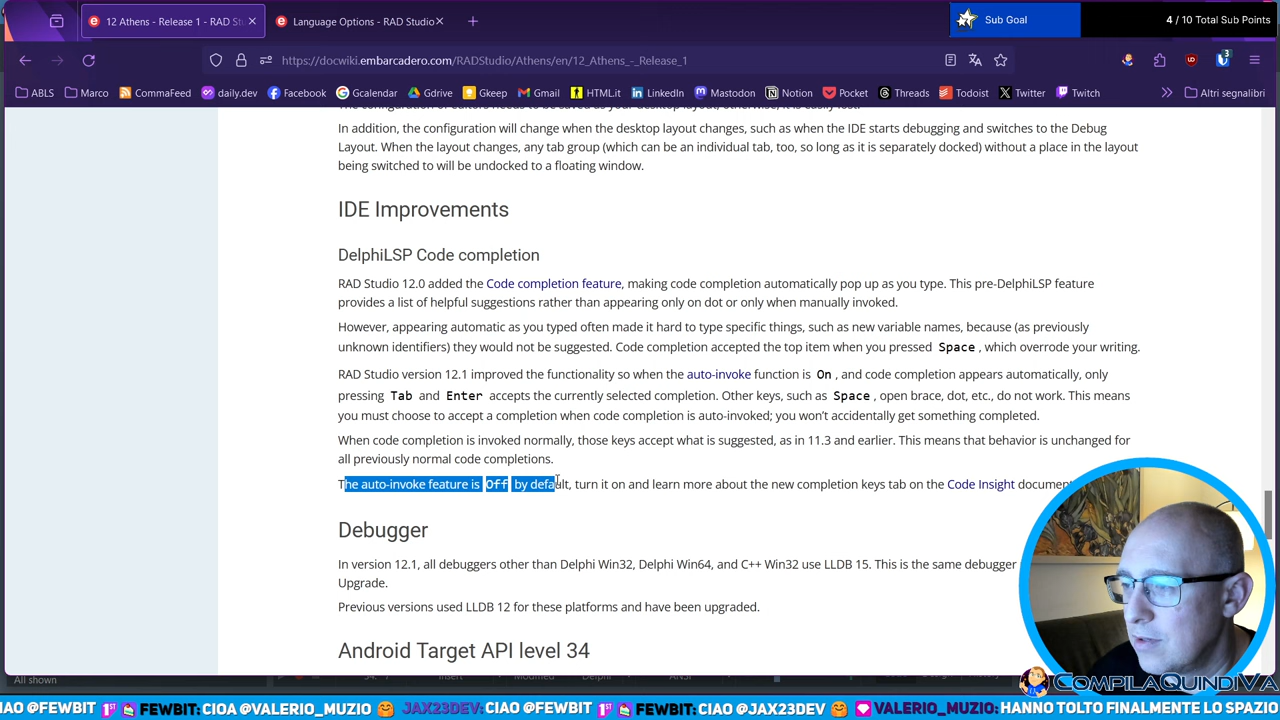 12 Athens - Release 1 - RAD St
Language Options - RAD Studio
Sub Goal
4 / 10 Total Sub Points
https://docwiki.embarcadero.com/RADStudio/Athens/en/12_Athens_-_Release_1
3
ABLS
Marco
CommaFeed
daily.dev
Facebook
Gcalendar
Gdrive
Gkeep
Gmail
HTML.it
LinkedIn
Mastodon
Notion
Pocket
Threads
Todoist
Twitter
Twitch
Altri segnalibri
In addition, the configuration will change when the desktop layout changes, such as when the IDE starts debugging and switches to the Debug
Layout. When the layout changes, any tab group (which can be an individual tab, too, so long as it is separately docked) without a place in the layout
being switched to will be undocked to a floating window.
IDE Improvements
DelphiLSP Code completion
RAD Studio 12.0 added the Code completion feature, making code completion automatically pop up as you type. This pre-DelphiLSP feature
provides a list of helpful suggestions rather than appearing only on dot or only when manually invoked.
However, appearing automatic as you typed often made it hard to type specific things, such as new variable names, because (as previously
unknown identifiers) they would not be suggested. Code completion accepted the top item when you pressed Space , which overrode your writing.
RAD Studio version 12.1 improved the functionality so when the auto-invoke function is On , and code completion appears automatically, only
pressing Tab and Enter accepts the currently selected completion. Other keys, such as Space , open brace, dot, etc., do not work. This means
you must choose to accept a completion when code completion is auto-invoked; you won't accidentally get something completed.
When code completion is invoked normally, those keys accept what is suggested, as in 11.3 and earlier. This means that behavior is unchanged for
all previously normal code completions.
The auto-invoke feature is Off by default, turn it on and learn more about the new completion keys tab on the Code Insight document
Debugger
In version 12.1, all debuggers other than Delphi Win32, Delphi Win64, and C++ Win32 use LLDB 15. This is the same debugger
Upgrade.
Previous versions used LLDB 12 for these platforms and have been upgraded.
Android Target API level 34
All shown
COMPILAQUINDIVA
CIAO @FEWBIT 1st FEWBIT: CIOA @VALERIO_MUZIO JAX23DEV: CIAO @FEWBIT 1st FEWBIT: CIAO @JAX23DEV VALERIO_MUZIO: HANNO TOLTO FINALMENTE LO SPAZIO